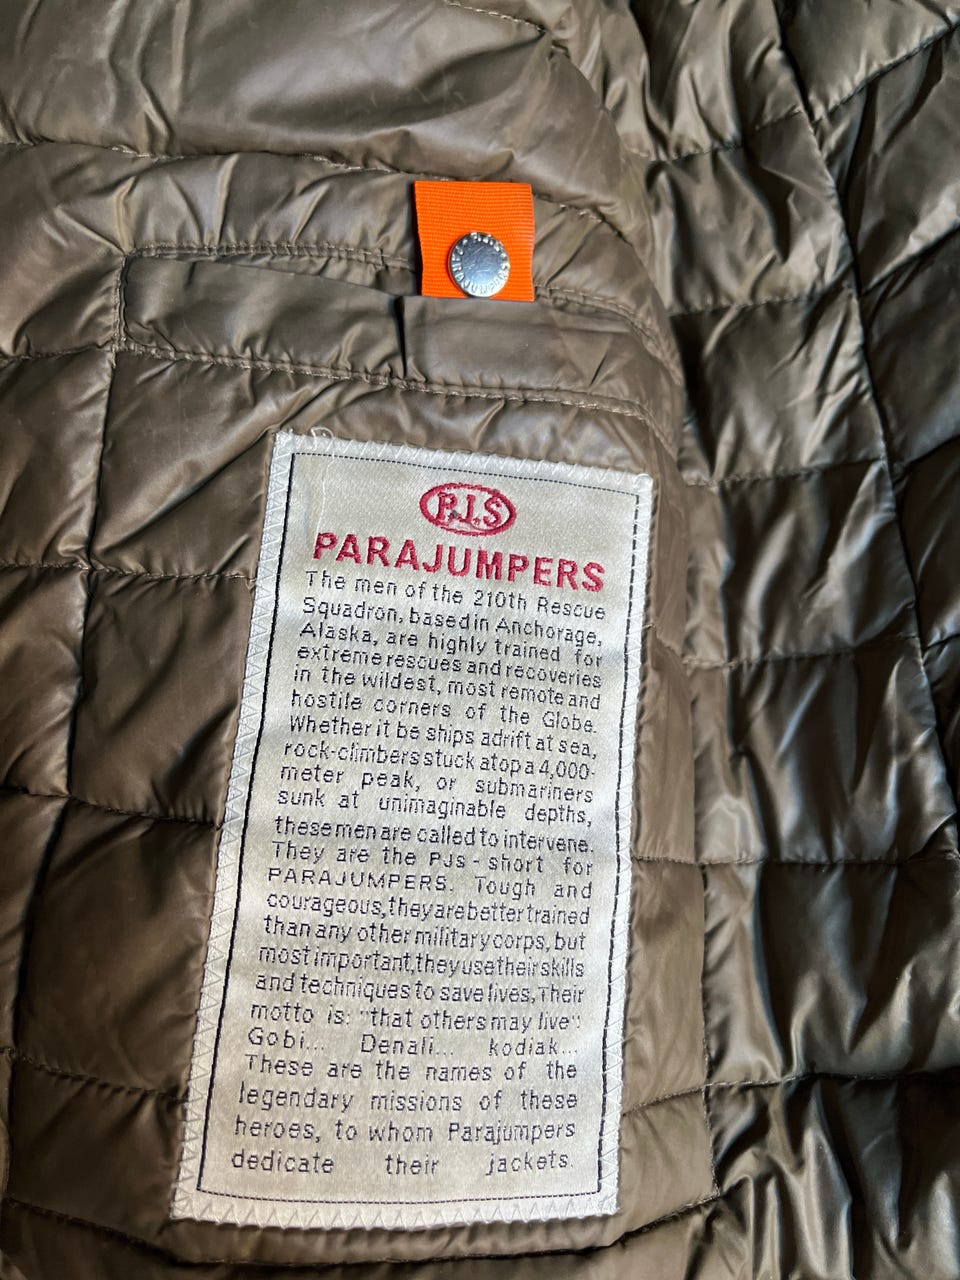 P.J.S
PARAJUMPERS
The men of the 210th Rescue
Squadron, based in Anchorage,
Alaska, are highly trained for
extreme rescues and recoveries
in the wildest, most remote and
hostile corners of the Globe.
Whether it be ships adrift at sea,
rock-climbers stuck atop a 4,000-
meter peak, or submariners
sunk at unimaginable depths,
these men are called to intervene.
They are the PJs - short for
PARAJUMPERS. Tough and
courageous, they are better trained
than any other military corps, but
most important, they use their skills
and techniques to save lives, Their
motto is: "that others may live":
Gobi... Denali... kodiak...
These are the names of the
legendary missions of these
heroes, to whom Parajumpers
dedicate their jackets.